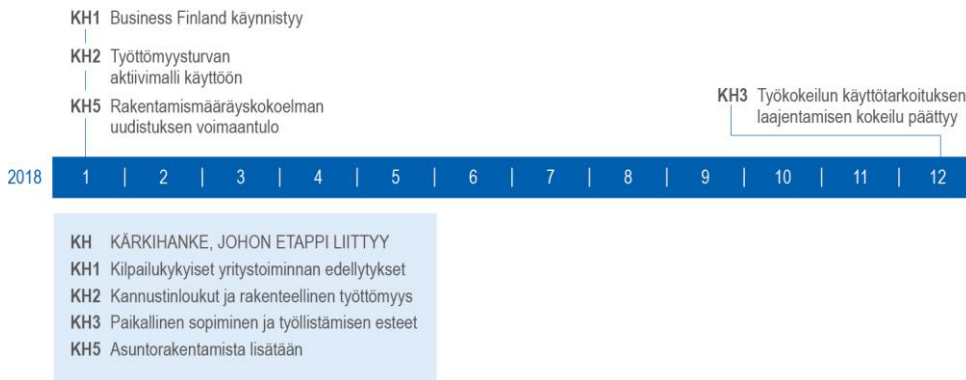 KH1 Business Finland käynnistyy
KH2 Työttömyysturvan
aktiivimalli käyttöön
KH5 Rakentamismääräyskokoelman
uudistuksen voimaantulo
KH3 Työkokeilun käyttötarkoituksen
laajentamisen kokeilu päättyy
2018 1 | 2 | 3 | 4 | 5 | 6 | 7 | 8 | 9 | 10 | 11 | 12
KH KÄRKIHANKE, JOHON ETAPPI LIITTYY
KH1 Kilpailukykyiset yritystoiminnan edellytykset
KH2 Kannustinloukut ja rakenteellinen työttömyys
KH3 Paikallinen sopiminen ja työllistämisen esteet
KH5 Asuntorakentamista lisätään